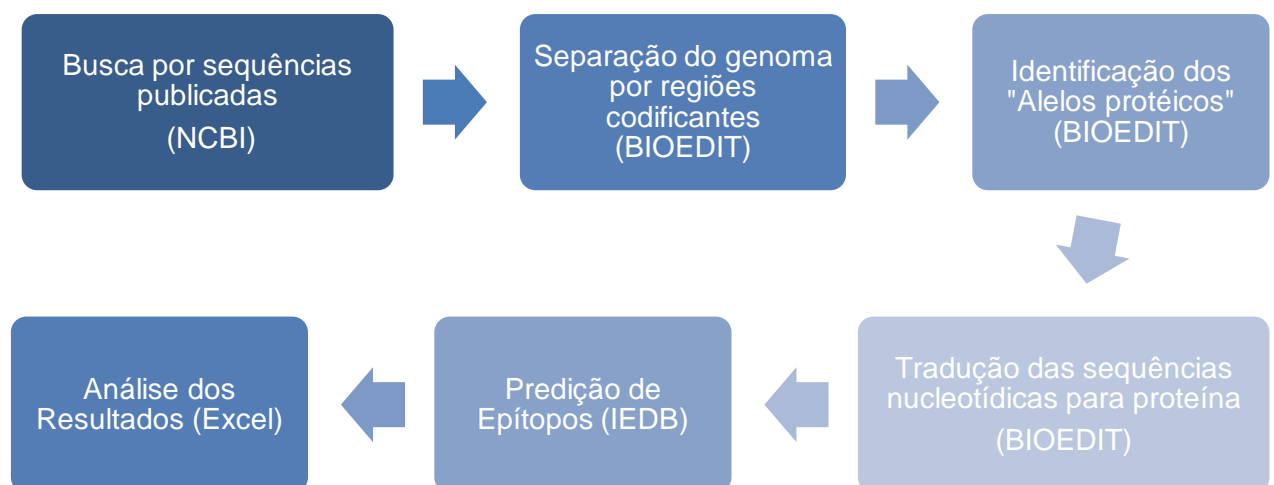 Busca por sequências
publicadas
(NCBI)
Separação do genoma
por regiões
codificantes
(BIOEDIT)
Identificação dos
"Alelos protéicos"
(BIOEDIT)
Tradução das sequências
nucleotídicas para proteína
(BIOEDIT)
Predição de
Epítopos (IEDB)
Análise dos
Resultados (Excel)